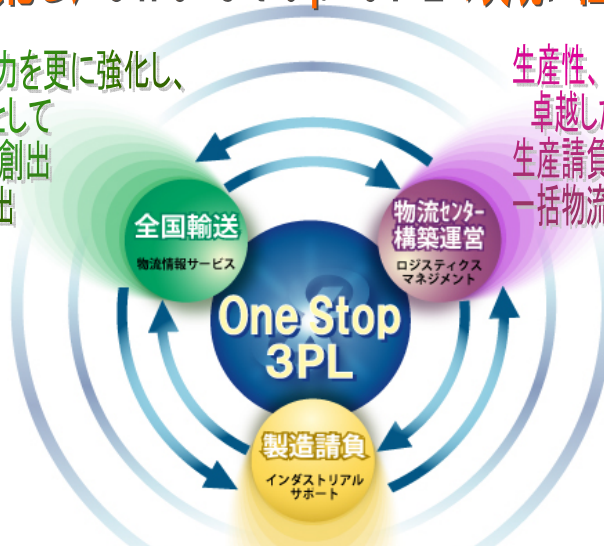 力を更に強化し、
として
創出
出
生産性、
卓越した
生産請負
一括物流
全国輸送
物流情報サービス
物流センター
構築運営
ロジスティクス
マネジメント
One Stop
3PL
製造請負
インダストリアル
サポート